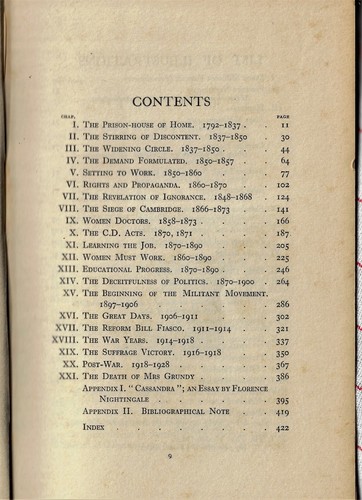 CONTENTS
CHAP. PAGE
I. The Prison-house of Home. 1792-1837 . . 11
II. The Stirring of Discontent. 1837-1850 . 30
III. The Widening Circle. 1837-1850 . . . 44
IV. The Demand Formulated. 1850-1857 . . 64
V. Setting to Work. 1850-1860 . . . 77
VI. Rights and Propaganda. 1860-1870 . . 102
VII. The Revelation of Ignorance. 1848-1868 . 124
VIII. The Siege of Cambridge. 1866-1873 . . 141
IX. Women Doctors. 1858-1873 . . . 166
X. The C.D. Acts. 1870, 1871 . . . 187
XI. Learning the Job. 1870-1890 . . . 205
XII. Women Must Work. 1860-1890 . . . 225
XIII. Educational Progress. 1870-1890 . . . 246
XIV. The Deceitfulness of Politics. 1870-1900 . 264
XV. The Beginning of the Militant Movement.
1897-1906 . . . . . . 286
XVI. The Great Days. 1906-1911 . . . 302
XVII. The Reform Bill Fiasco. 1911-1914 . . 321
XVIII. The War Years. 1914-1918 . . . 337
XIX. The Suffrage Victory. 1916-1918 . . 350
XX. Post-War. 1918-1928 . . . . 367
XXI. The Death of Mrs Grundy . . . . 386
Appendix I. "Cassandra"; an Essay by Florence
Nightingale . . . . . . 395
Appendix II. Bibliographical Note . . 419
Index . . . . . . . 422
9